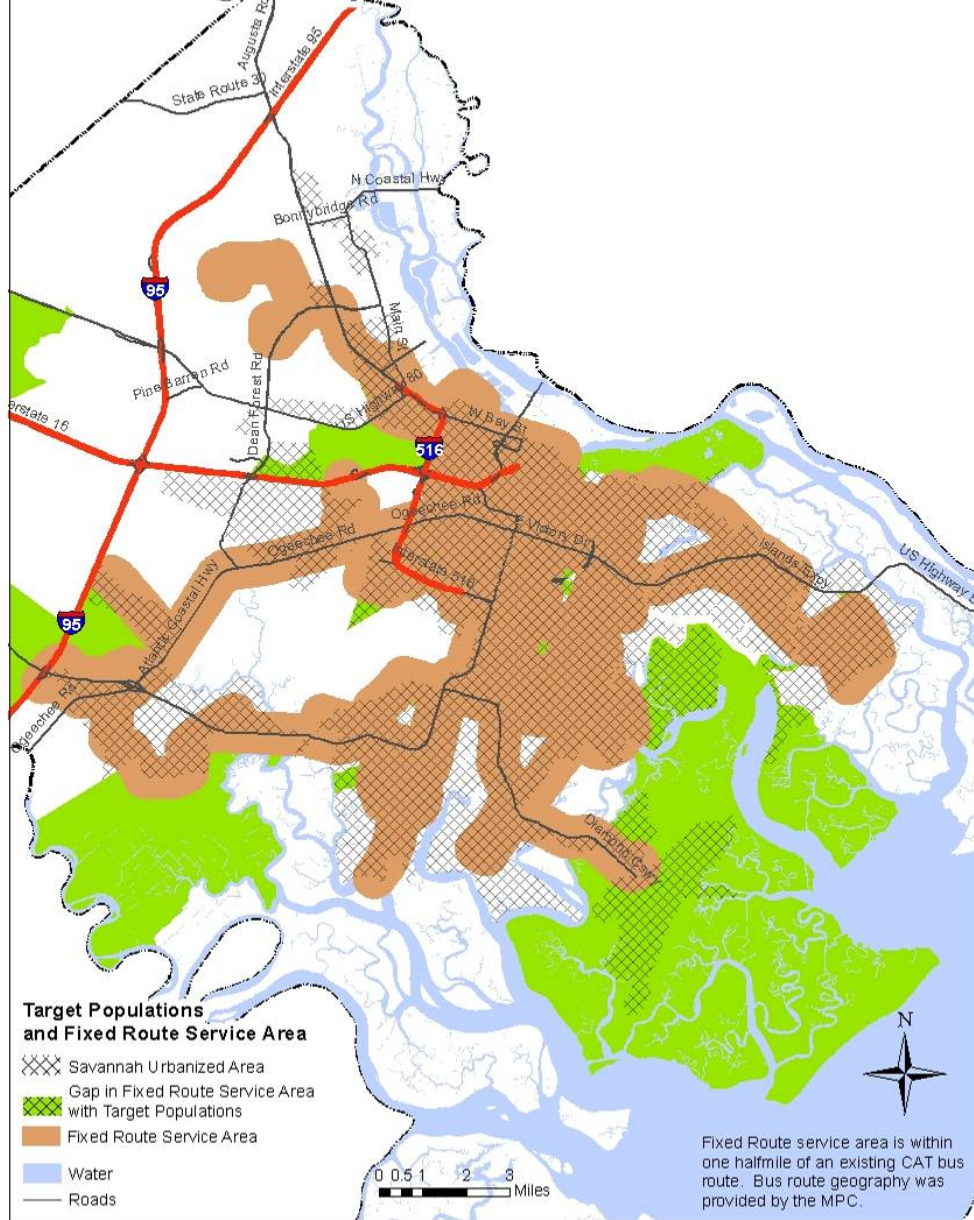 Augusta Rd
Interstate 95
State Route 30
N Coastal Hwy
Bonnybridge Rd
95
Main St
Pine Barren Rd
Dean Forest Rd
US Highway 80
erstate 16
W Bay St
516
Ogeechee Rd
Ogeechee Rd
E Victory Dr
Islands Expy
US Highway 8
Interstate 516
Atlantic Coastal Hwy
95
Ogeechee Rd
Diamond Csw
Target Populations
and Fixed Route Service Area
Savannah Urbanized Area
Gap in Fixed Route Service Area
with Target Populations
Fixed Route Service Area
Water
Roads
0 0.5 1 2 3
Miles
N
Fixed Route service area is within
one halfmile of an existing CAT bus
route. Bus route geography was
provided by the MPC.